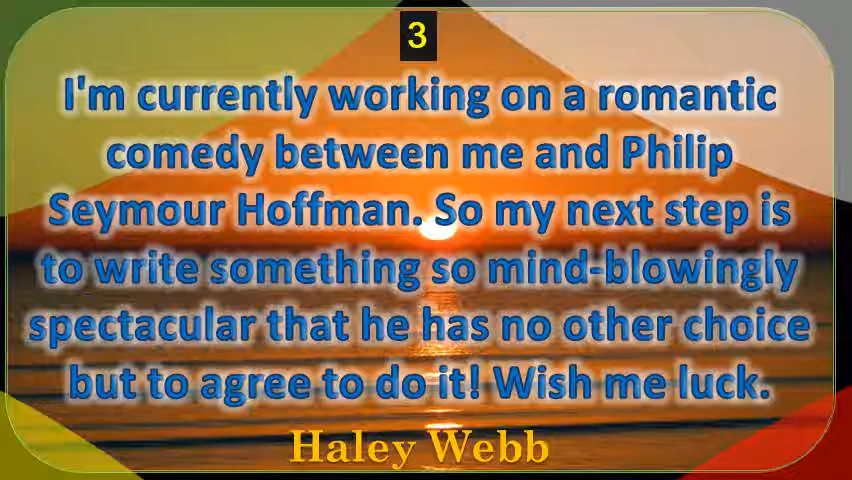 3
I'm currently working on a romantic
comedy between me and Philip
Seymour Hoffman. So my next step is
to write something so mind-blowingly
spectacular that he has no other choice
but to agree to do it! Wish me luck.
Haley Webb